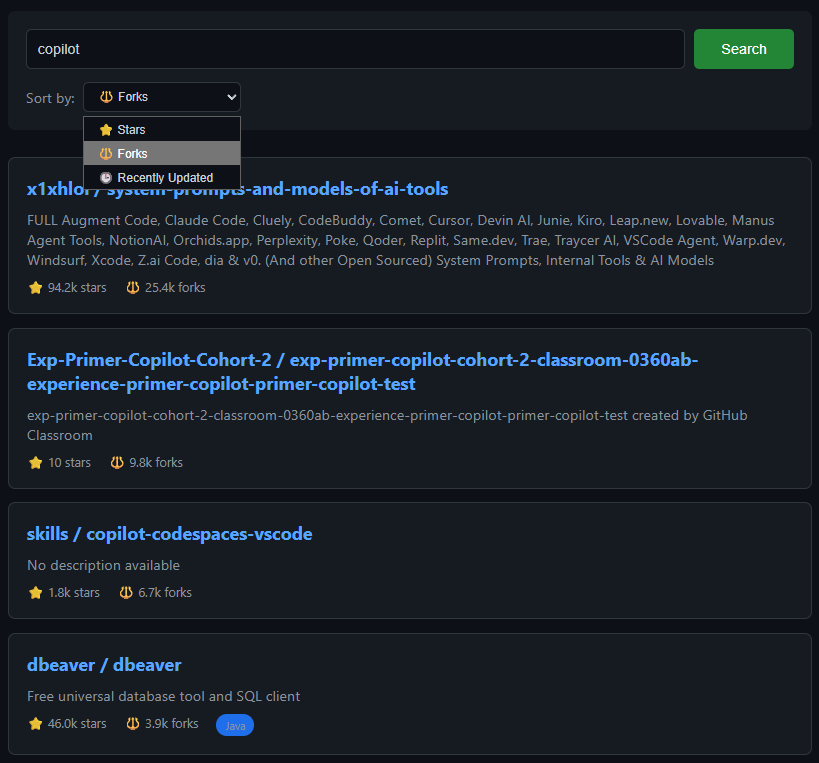 copilot
Search
Sort by:
Forks
Stars
Forks
Recently Updated
x1xhlol / system-prompts-and-models-of-ai-tools
FULL Augment Code, Claude Code, Cluely, CodeBuddy, Comet, Cursor, Devin AI, Junie, Kiro, Leap.new, Lovable, Manus
Agent Tools, NotionAI, Orchids.app, Perplexity, Poke, Qoder, Replit, Same.dev, Trae, Traycer AI, VSCode Agent, Warp.dev,
Windsurf, Xcode, Z.ai Code, dia & v0. (And other Open Sourced) System Prompts, Internal Tools & AI Models
94.2k stars 25.4k forks
Exp-Primer-Copilot-Cohort-2 / exp-primer-copilot-cohort-2-classroom-0360ab-
experience-primer-copilot-primer-copilot-test
exp-primer-copilot-cohort-2-classroom-0360ab-experience-primer-copilot-primer-copilot-test created by GitHub
Classroom
10 stars 9.8k forks
skills / copilot-codespaces-vscode
No description available
1.8k stars 6.7k forks
dbeaver / dbeaver
Free universal database tool and SQL client
46.0k stars 3.9k forks Java